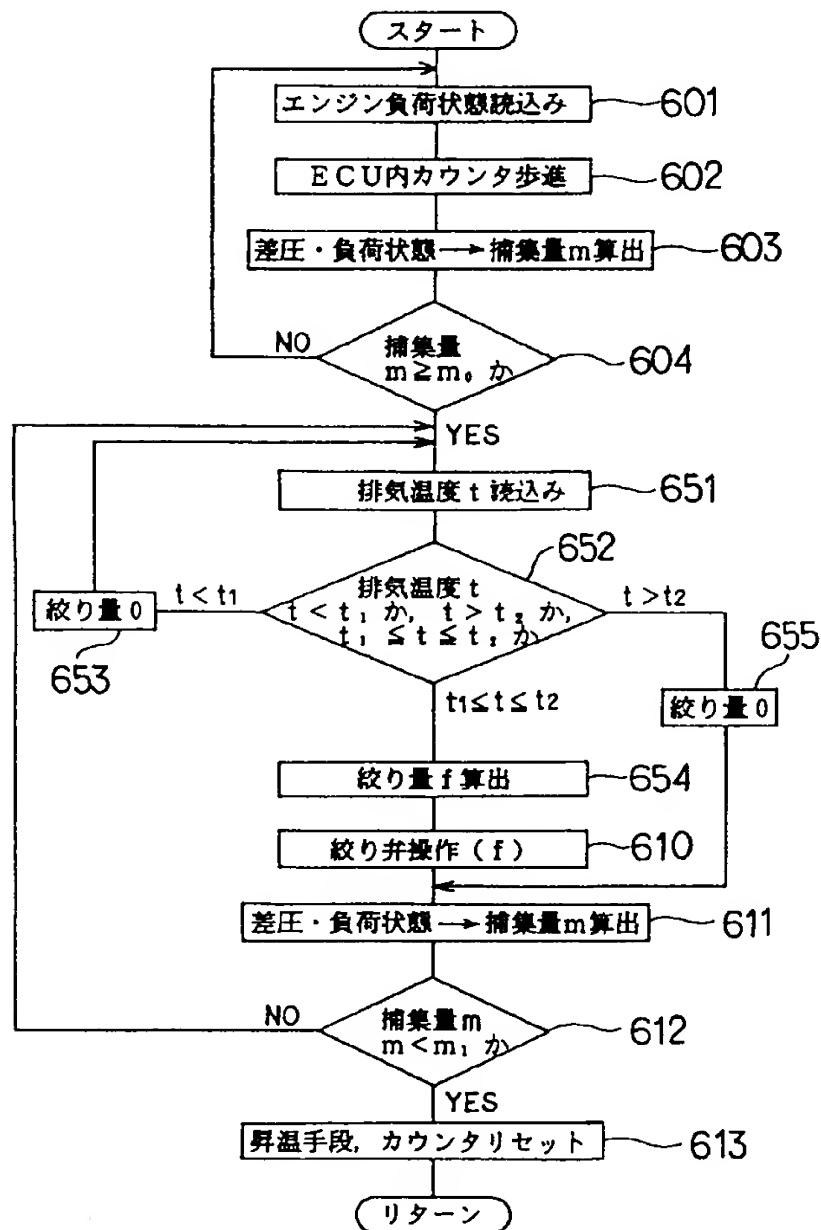 スタート
エンジン負荷状態読込み
601
ECU内カウンタ歩進
602
差圧・負荷状態→捕集量m算出
603
捕集量
m≧m₀か
604
NO
YES
排気温度t読込み
651
652
排気温度t
t<t₁か, t>t₂か,
t₁≦t≦t₂か
t<t1
絞り量0
653
t>t2
655
絞り量0
t1≤t≤t2
絞り量f算出
654
絞り弁操作(f)
610
差圧・負荷状態→捕集量m算出
611
捕集量m
m<m₁か
612
NO
YES
昇温手段,カウンタリセット
613
リターン